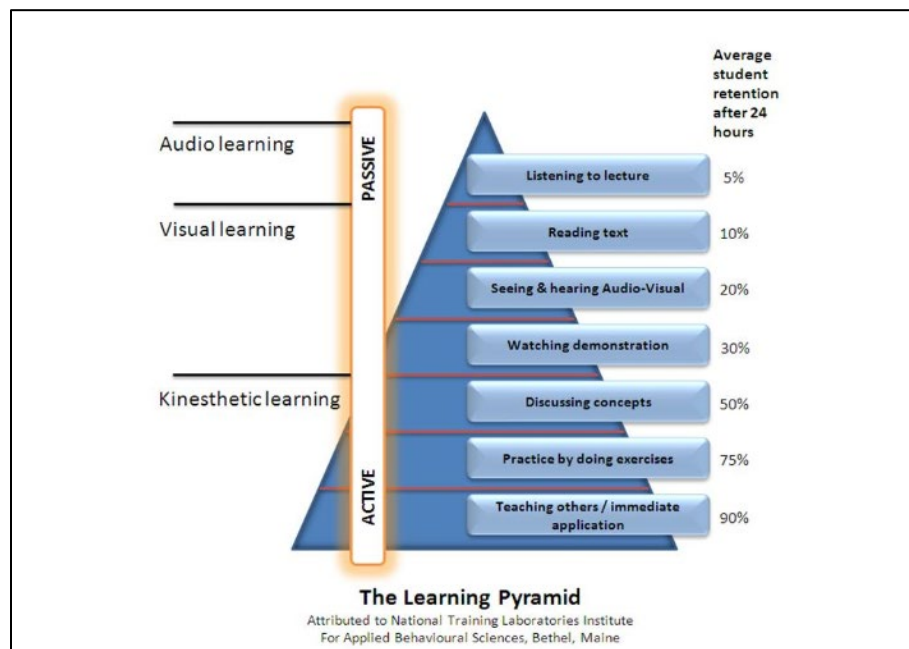 Average
student
retention
after 24
hours
Audio learning
PASSIVE
Listening to lecture 5%
Visual learning
Reading text 10%
Seeing & hearing Audio-Visual 20%
Watching demonstration 30%
Kinesthetic learning
Discussing concepts 50%
ACTIVE
Practice by doing exercises 75%
Teaching others / immediate
application
90%
The Learning Pyramid
Attributed to National Training Laboratories Institute
For Applied Behavioural Sciences, Bethel, Maine